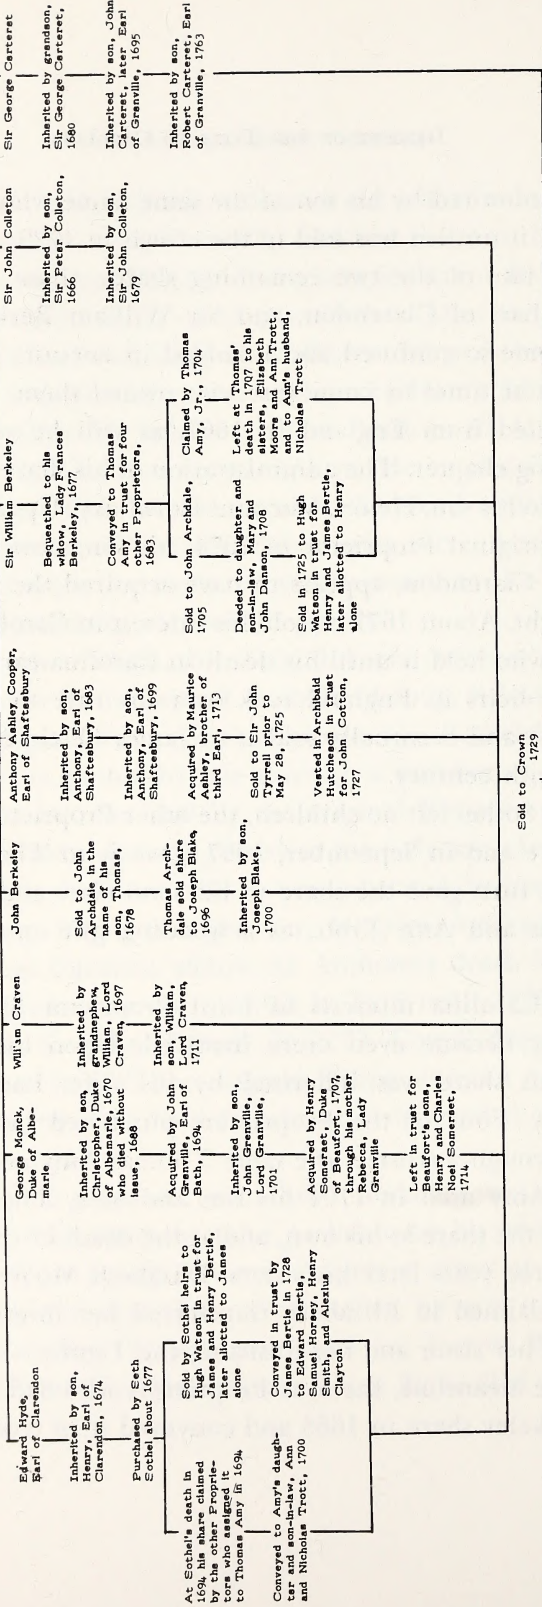 Edward Hyde,
Earl of Clarendon
Inherited by son,
Henry, Earl of
Clarendon, 1674
Purchased by Seth
Sothel about 1677
At Sothel's death in
1694 his share claimed
by the other Proprie-
tors who assigned it
to Thomas Amy in 1694
Conveyed to Amy's daugh-
ter and son-in-law, Ann
and Nicholas Trott, 1700
Sold by Sothel heirs to
Hugh Watson in trust for
James and Henry Bertie,
later allotted to James
alone
Conveyed in trust by
James Bertie in 1728
to Edward Bertie,
Samuel Horsey, Henry
Smith, and Alexius
Clayton
George Monck,
Duke of Albe-
marle
Inherited by son,
Christopher, Duke
of Albemarle, 1670
who died without
issue, 1688
Acquired by John
Grenville, Earl of
Bath, 1694
Inherited by son,
John Grenville,
Lord Granville,
1701
Acquired by Henry
Somerset, Duke
of Beaufort, 1707,
through his mother
Rebecca, Lady
Granville
Left in trust for
Beaufort's sons,
Henry and Charles
Noel Somerset,
1714
William Craven
Inherited by
grandnephew,
William, Lord
Craven, 1697
Inherited by
son, William,
Lord Craven,
1711
John Berkeley
Sold to John
Archdale in the
name of his
son, Thomas,
1678
Thomas Arch-
dale sold share
to Joseph Blake,
1696
Inherited by son,
Joseph Blake,
1700
Anthony Ashley Cooper,
Earl of Shaftesbury
Inherited by son,
Anthony, Earl of
Shaftesbury, 1683
Inherited by son,
Anthony, Earl of
Shaftesbury, 1699
Acquired by Maurice
Ashley, brother of
third Earl, 1713
Sold to Sir John
Tyrrell prior to
May 28, 1725
Vested in Archibald
Hutcheson in trust
for John Cotton,
1727
Sir William Berkeley
Bequeathed to his
widow, Lady Frances
Berkeley, 1677
Conveyed to Thomas
Amy in trust for four
other Proprietors,
1683
Sold to John Archdale,
1705
Deeded to daughter and
son-in-law, Mary and
John Danson, 1708
Claimed by Thomas
Amy, Jr., 1704
Left at Thomas'
death in 1707 to his
sisters, Elizabeth
Moore and Ann Trott,
and to Ann's husband,
Nicholas Trott
Sold in 1725 to Hugh
Watson in trust for
Henry and James Bertie,
later allotted to Henry
alone
Sir John Colleton
Inherited by son,
Sir Peter Colleton,
1666
Inherited by son,
Sir John Colleton,
1679
Sir George Carteret
Inherited by grandson,
Sir George Carteret,
1680
Inherited by son, John
Carteret, later Earl
of Granville, 1695
Inherited by son,
Robert Carteret, Earl
of Granville, 1763
Sold to Crown
1729